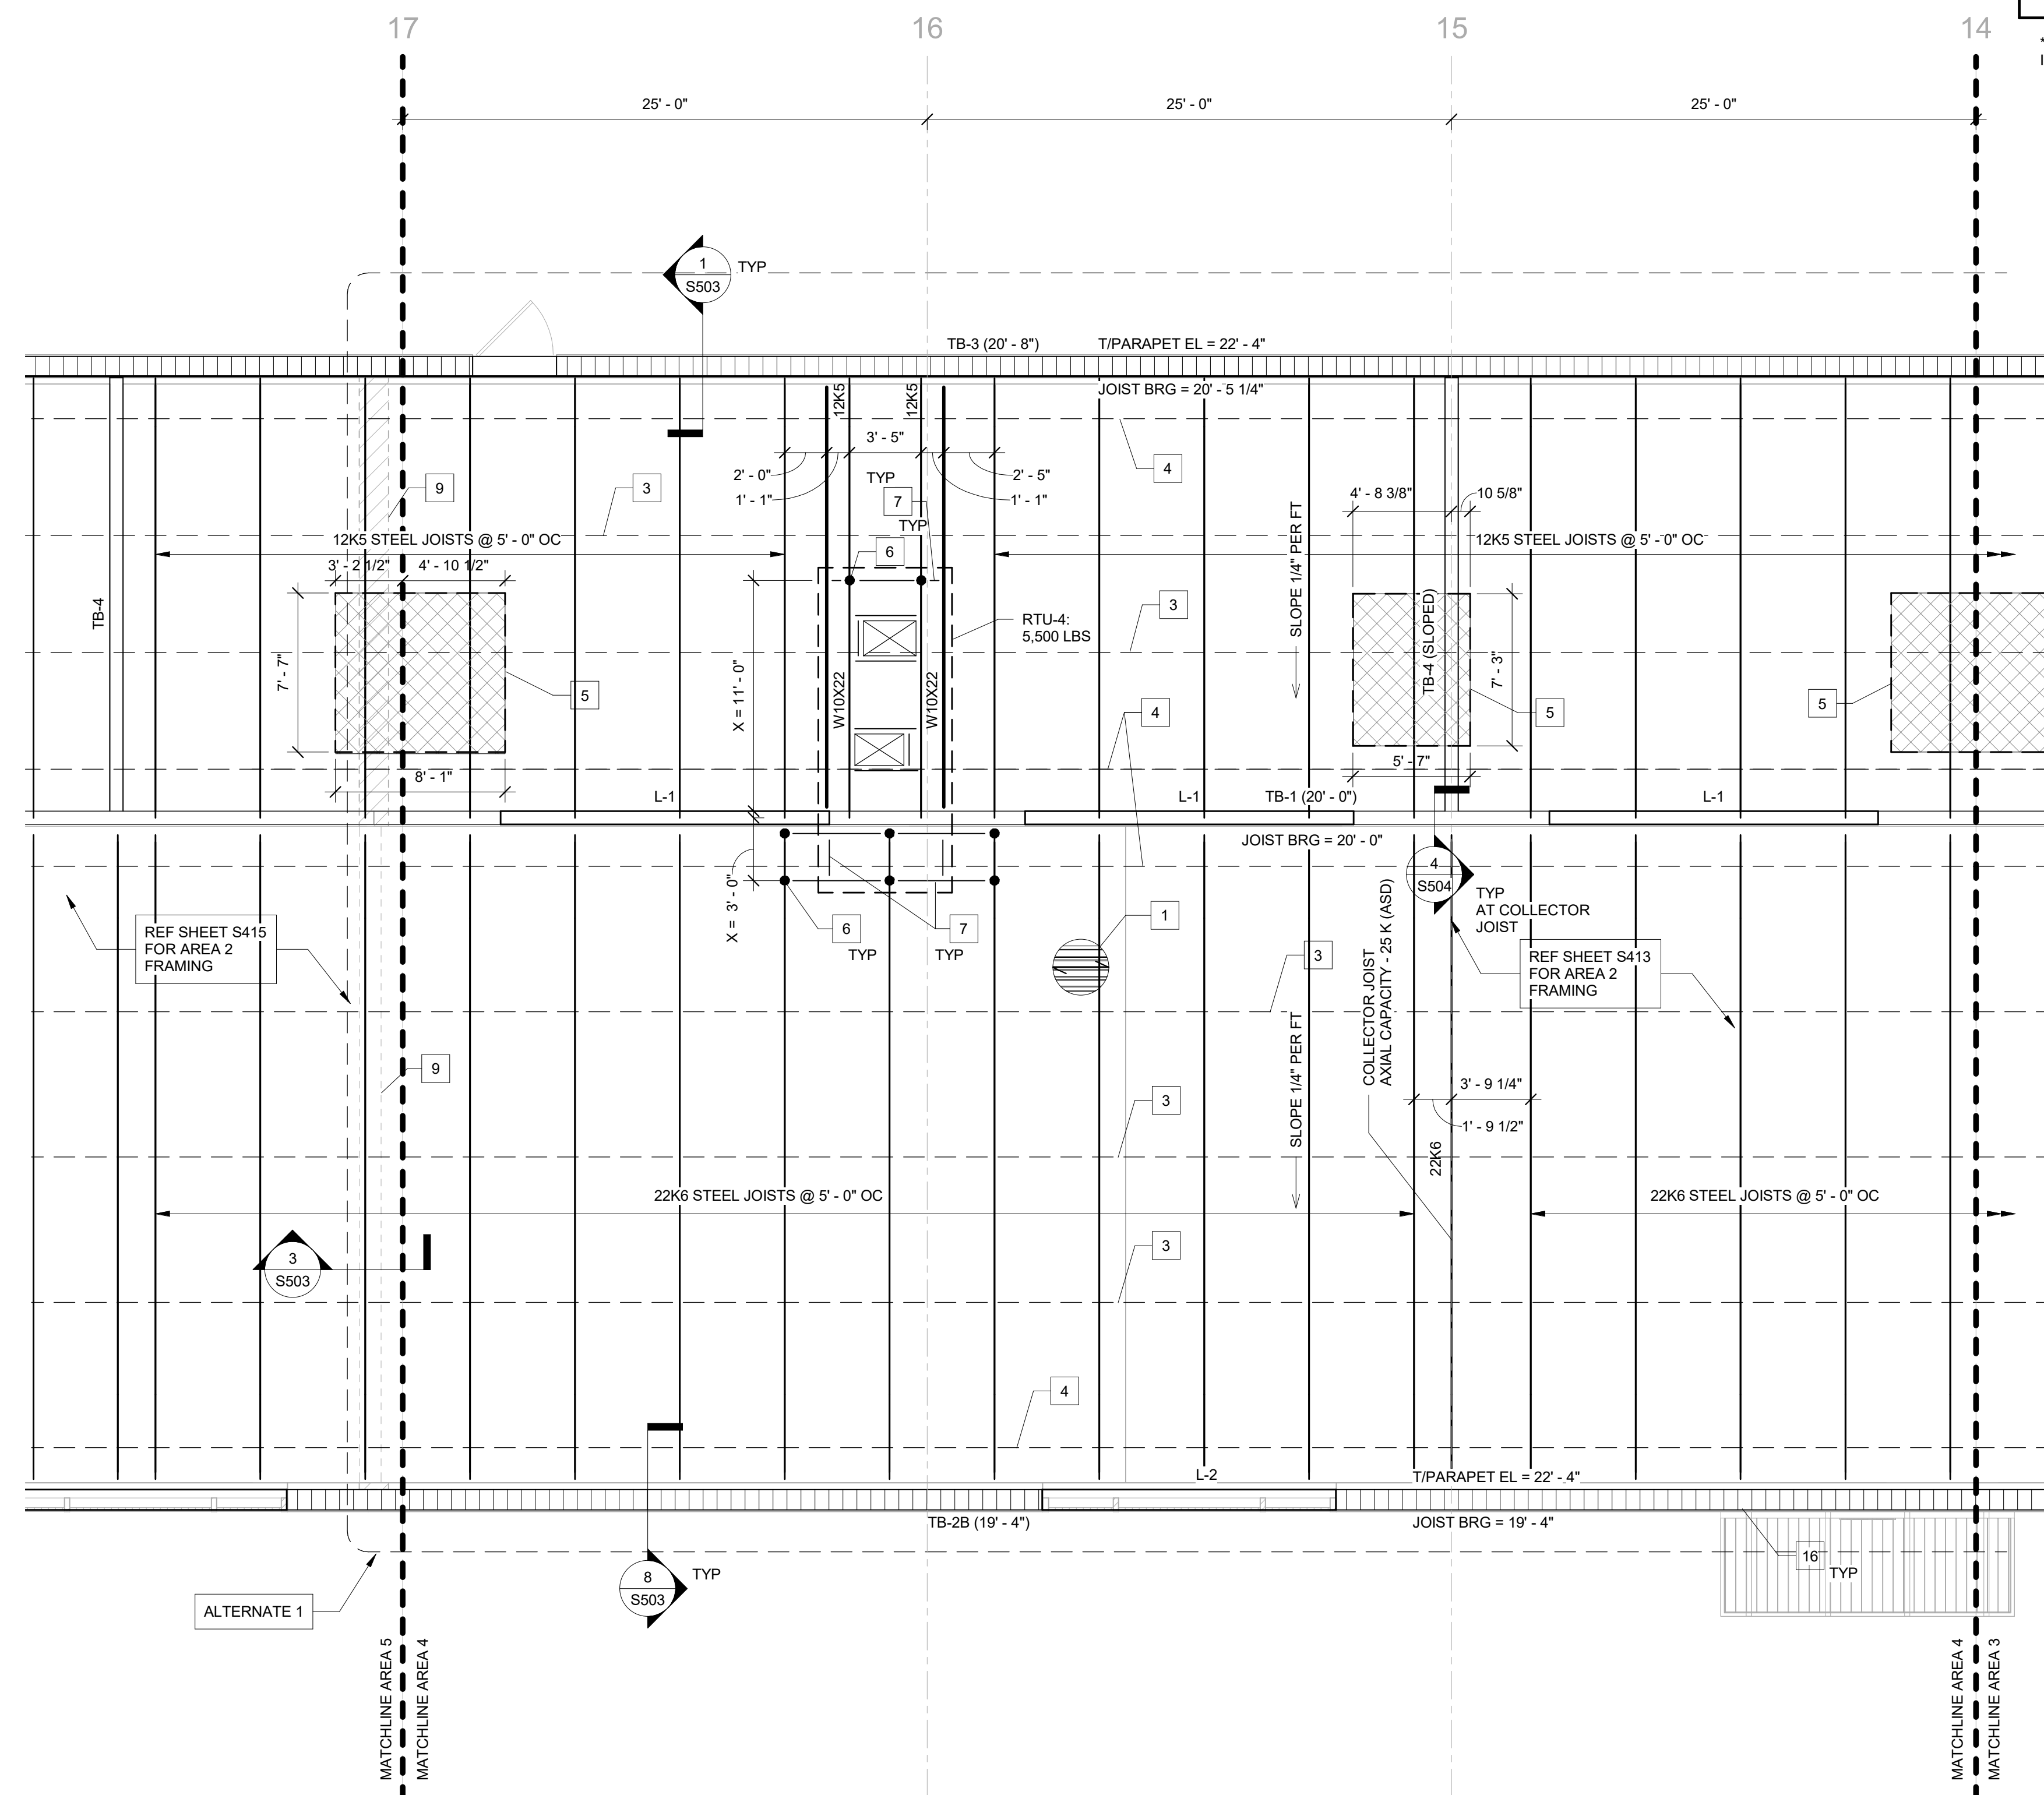 17
16
15
14
*
25' - 0"
25' - 0"
25' - 0"
1
S503
TYP
TB-3 (20' - 8")
T/PARAPET EL = 22' - 4"
JOIST BRG = 20' - 5 1/4"
12K5
12K5
3' - 5"
2' - 0"
1' - 1"
2' - 5"
1' - 1"
TYP
7
TYP
6
9
3
4
4' - 8 3/8"
10 5/8"
SLOPE 1/4" PER FT
12K5 STEEL JOISTS @ 5' - 0" OC
12K5 STEEL JOISTS @ 5' - 0" OC
3' - 2 1/2"
4' - 10 1/2"
TB-4
7' - 7"
5
8' - 1"
X = 11' - 0"
W10X22
W10X22
RTU-4:
5,500 LBS
3
4
TB-4 (SLOPED)
7' - 3"
5
5
5' - 7"
L-1
L-1
TB-1 (20' - 0")
L-1
JOIST BRG = 20' - 0"
X = 3' - 0"
6
TYP
7
TYP
1
4
S504
TYP
AT COLLECTOR
JOIST
REF SHEET S415
FOR AREA 2
FRAMING
REF SHEET S413
FOR AREA 2
FRAMING
3
COLLECTOR JOIST
AXIAL CAPACITY - 25 K (ASD)
SLOPE 1/4" PER FT
9
3
3' - 9 1/4"
1' - 9 1/2"
22K6
22K6 STEEL JOISTS @ 5' - 0" OC
22K6 STEEL JOISTS @ 5' - 0" OC
3
S503
3
4
L-2
T/PARAPET EL = 22' - 4"
TB-2B (19' - 4")
JOIST BRG = 19' - 4"
16
TYP
8
S503
TYP
ALTERNATE 1
MATCHLINE AREA 5
MATCHLINE AREA 4
MATCHLINE AREA 4
MATCHLINE AREA 3